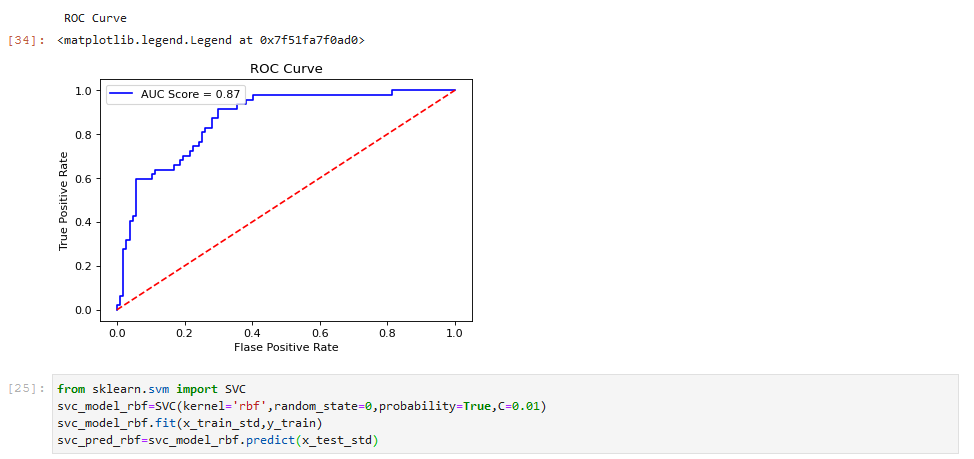 ROC Curve
[34]: <matplotlib.legend.Legend at 0x7f51fa7f0ad0>
ROC Curve
AUC Score = 0.87
1.0
0.8
0.6
0.4
0.2
0.0
True Positive Rate
0.0 0.2 0.4 0.6 0.8 1.0
Flase Positive Rate
[25]: from sklearn.svm import SVC
svc_model_rbf=SVC(kernel='rbf',random_state=0,probability=True,C=0.01)
svc_model_rbf.fit(x_train_std,y_train)
svc_pred_rbf=svc_model_rbf.predict(x_test_std)